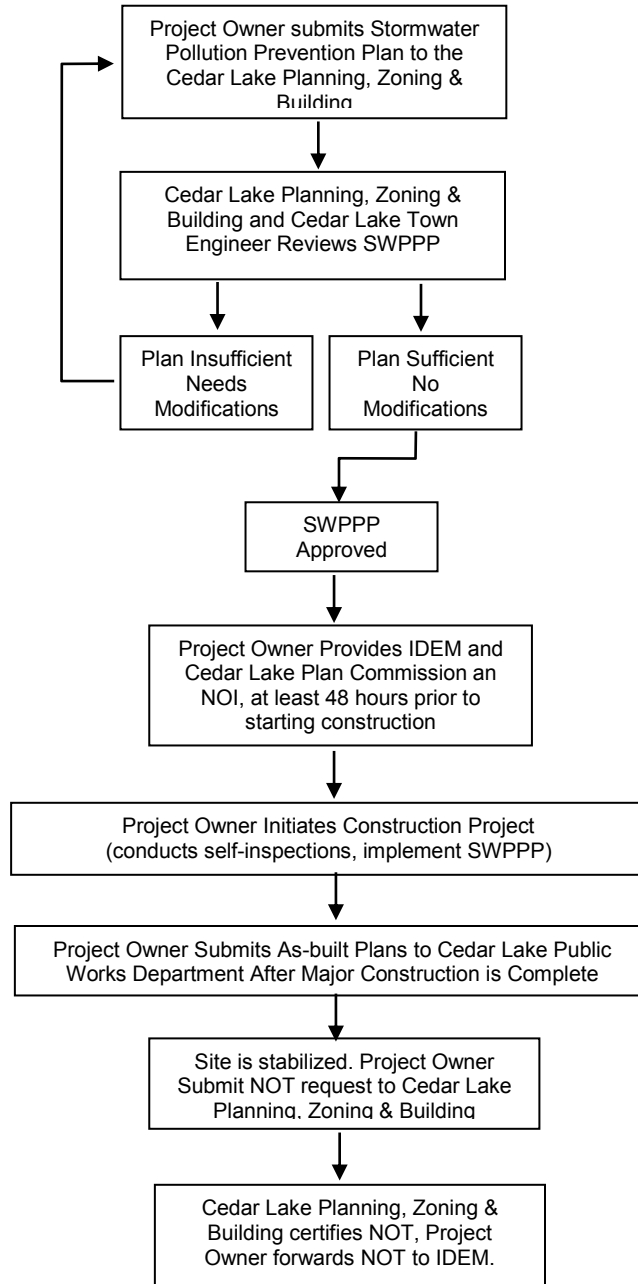 Project Owner submits Stormwater
Pollution Prevention Plan to the
Cedar Lake Planning, Zoning &
Building
Cedar Lake Planning, Zoning &
Building and Cedar Lake Town
Engineer Reviews SWPPP
Plan Insufficient
Needs
Modifications
Plan Sufficient
No
Modifications
SWPPP
Approved
Project Owner Provides IDEM and
Cedar Lake Plan Commission an
NOI, at least 48 hours prior to
starting construction
Project Owner Initiates Construction Project
(conducts self-inspections, implement SWPPP)
Project Owner Submits As-built Plans to Cedar Lake Public
Works Department After Major Construction is Complete
Site is stabilized. Project Owner
Submit NOT request to Cedar Lake
Planning, Zoning & Building
Cedar Lake Planning, Zoning &
Building certifies NOT, Project
Owner forwards NOT to IDEM.